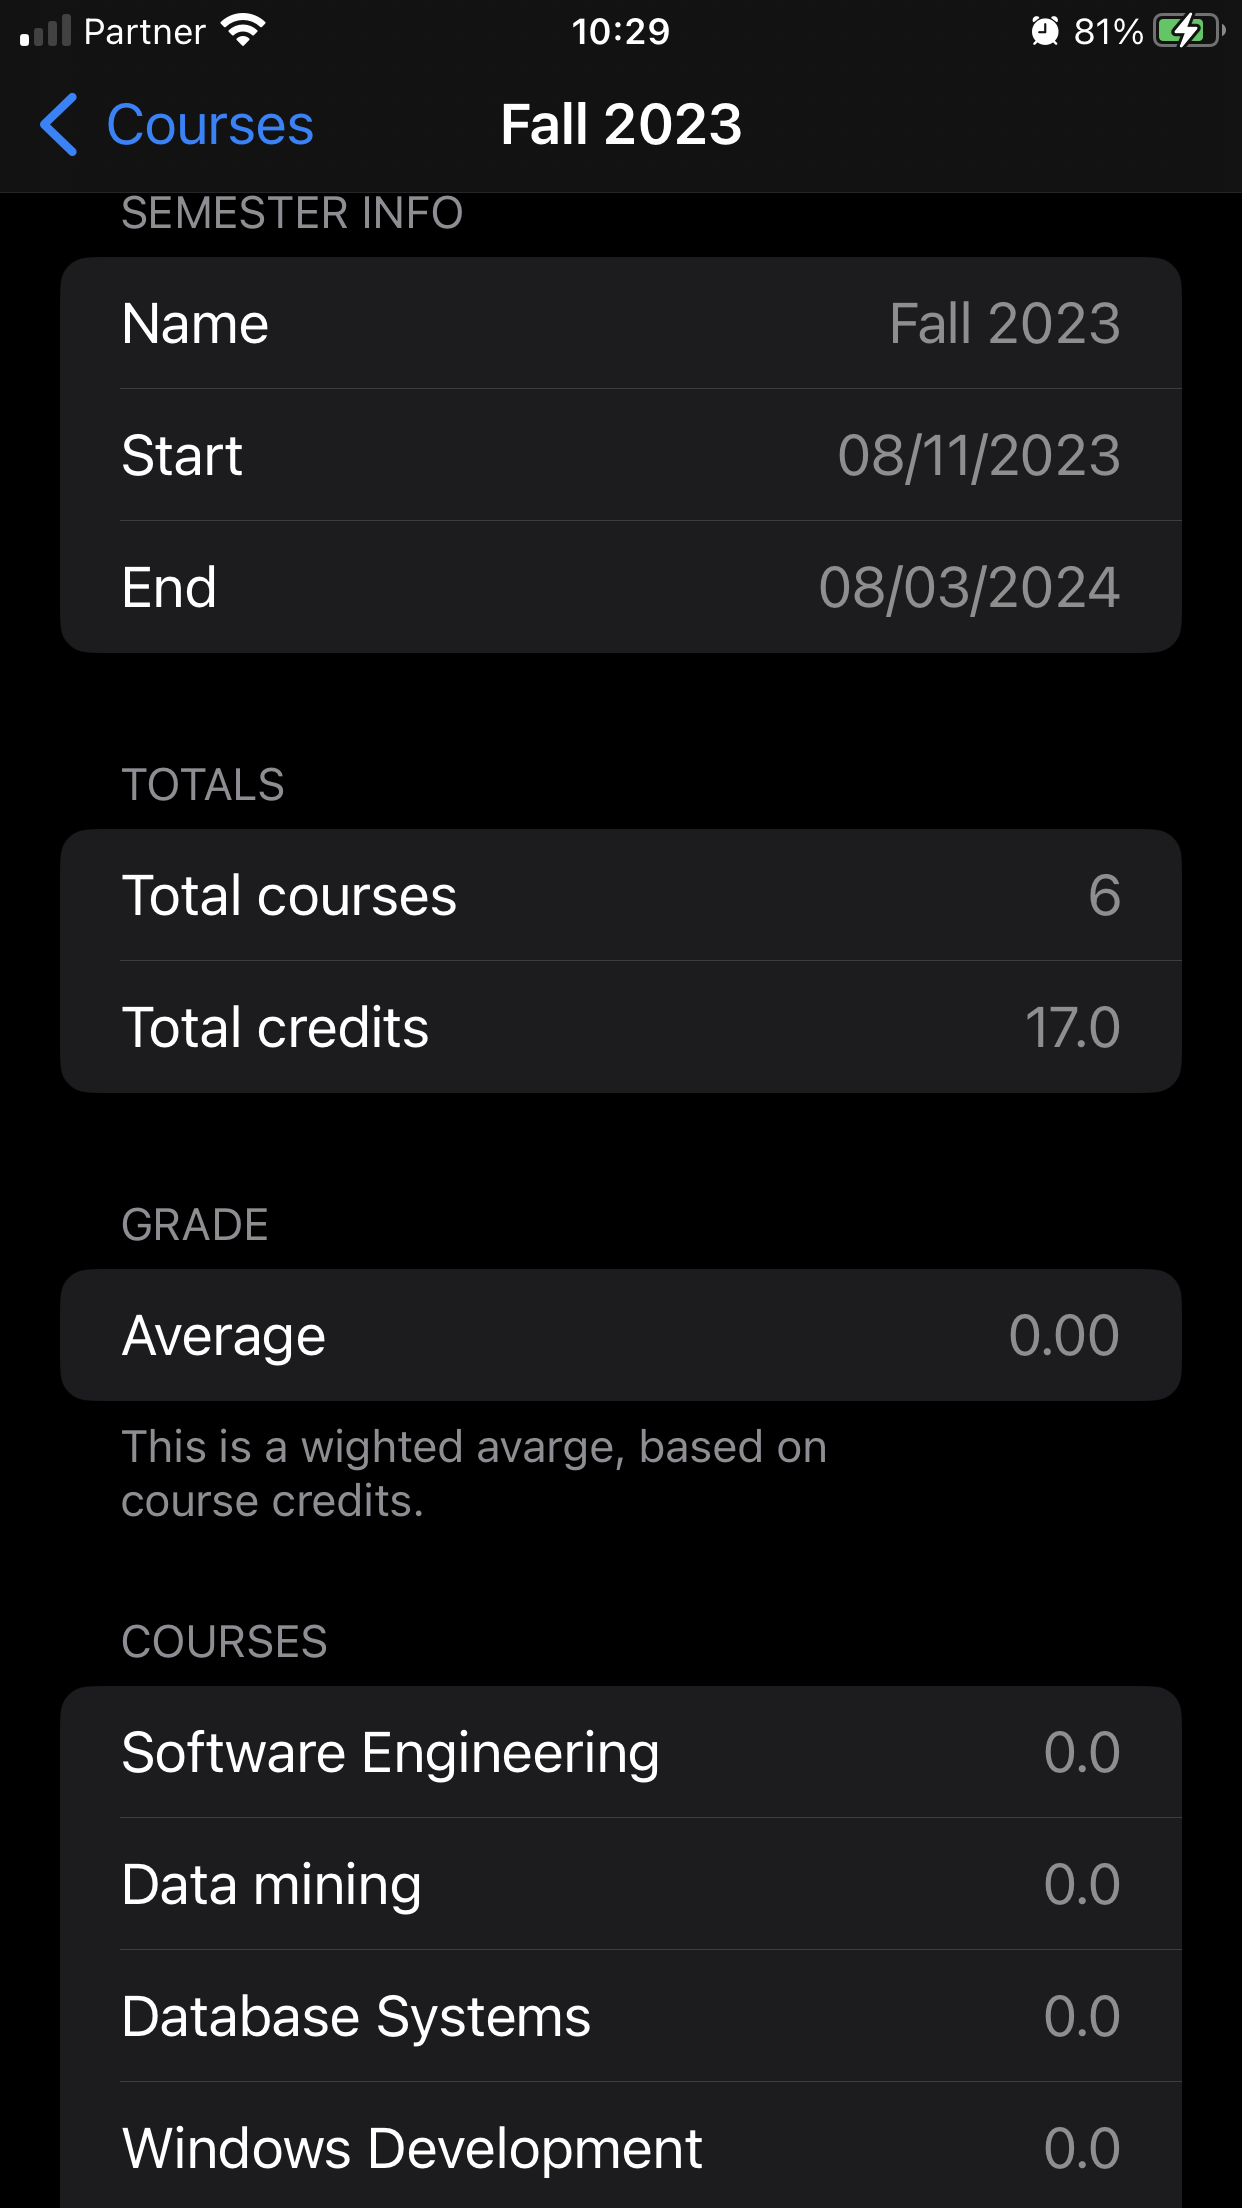 Partner 10:29 81%
Courses Fall 2023
SEMESTER INFO
Name Fall 2023
Start 08/11/2023
End 08/03/2024
TOTALS
Total courses 6
Total credits 17.0
GRADE
Average 0.00
This is a wighted avarge, based on
course credits.
COURSES
Software Engineering 0.0
Data mining 0.0
Database Systems 0.0
Windows Development 0.0